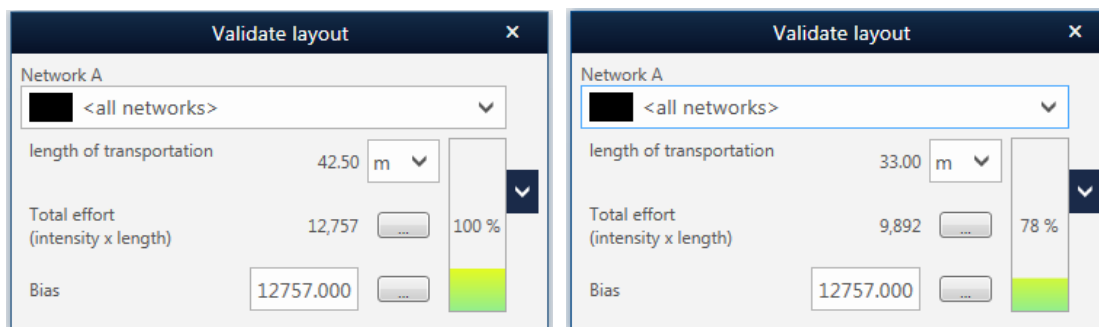 Validate layout ×
Network A
<all networks>
length of transportation 42.50 m
Total effort
(intensity x length) 12,757 ... 100 %
Bias 12757.000 ...
Validate layout ×
Network A
<all networks>
length of transportation 33.00 m
Total effort
(intensity x length) 9,892 ... 78 %
Bias 12757.000 ...